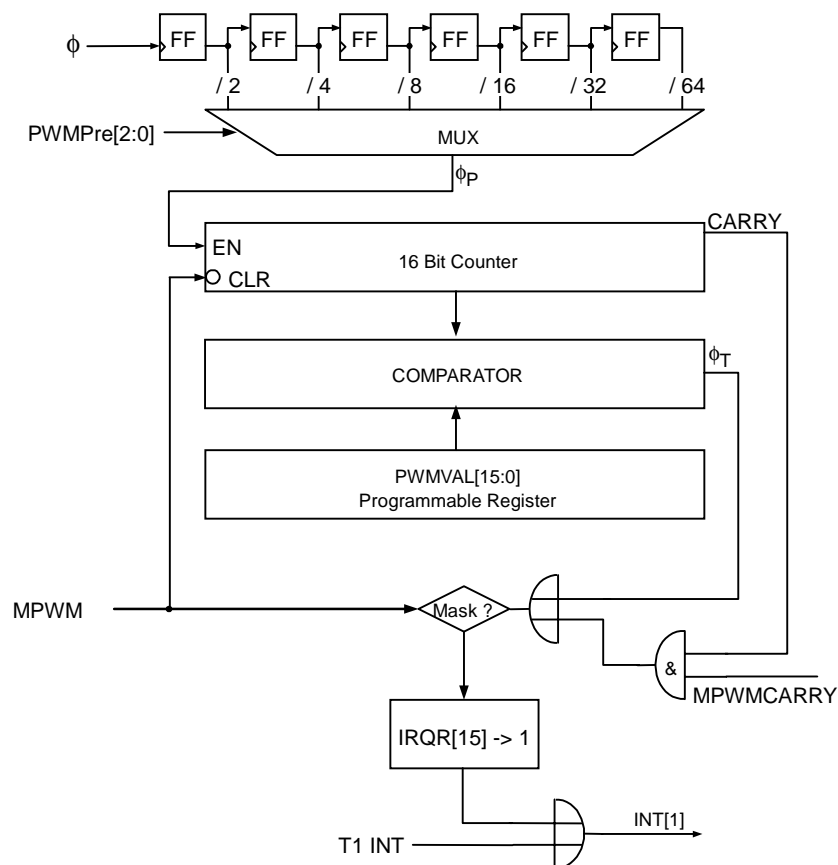 ϕ
FF FF FF FF FF FF
/ 2 / 4 / 8 / 16 / 32 / 64
PWMPre[2:0]
MUX
ϕP
CARRY
EN
16 Bit Counter
CLR
ϕT
COMPARATOR
PWMVAL[15:0]
Programmable Register
MPWM
Mask ?
&
MPWMCARRY
IRQR[15] -> 1
INT[1]
T1 INT